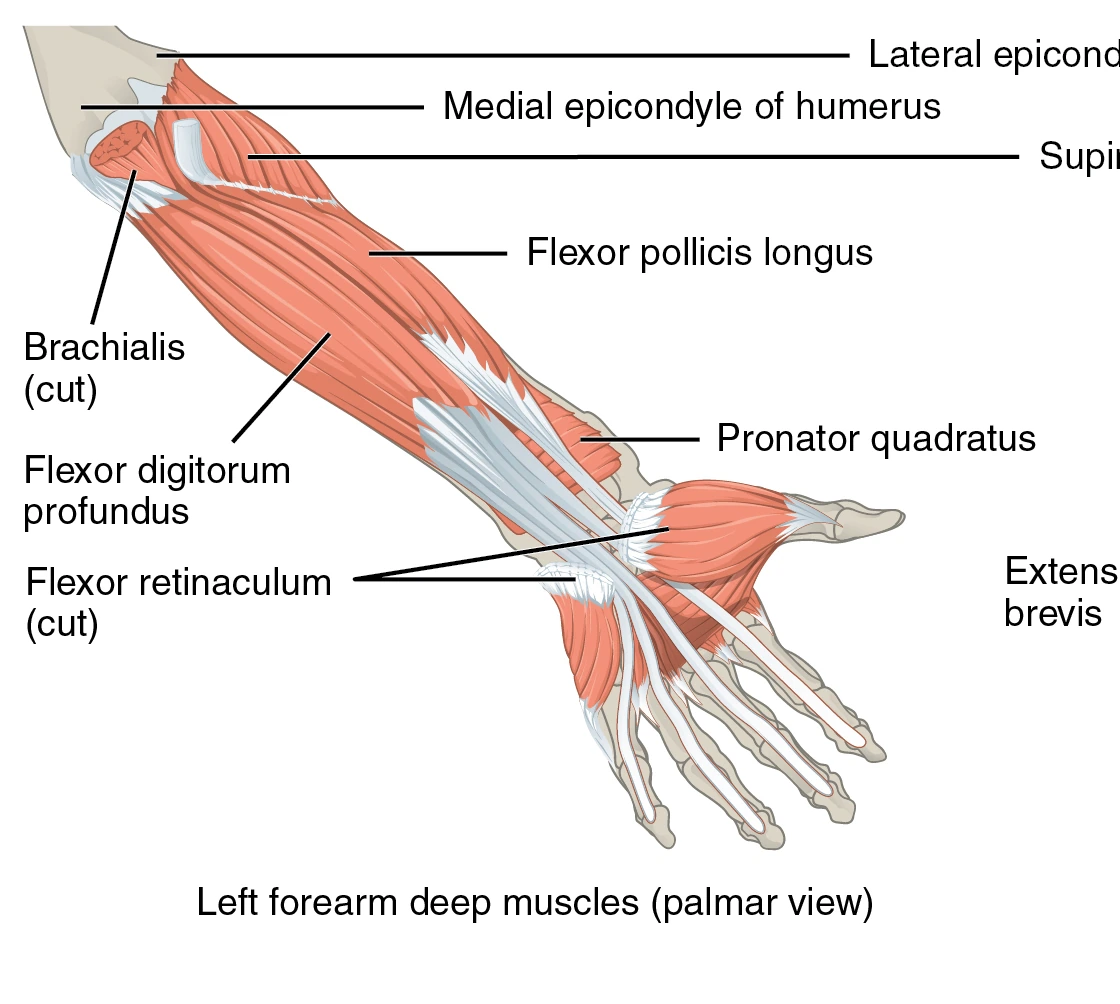 Lateral epicond
Medial epicondyle of humerus
Supin
Flexor pollicis longus
Brachialis
(cut)
Pronator quadratus
Flexor digitorum
profundus
Flexor retinaculum
(cut)
Extens
brevis
Left forearm deep muscles (palmar view)